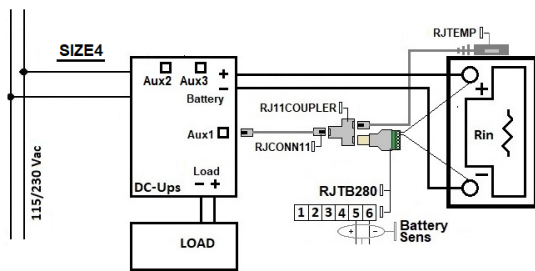 RJTEMP
SIZE4
Aux2 Aux3 +
Battery −
RJ11COUPLER
+
Aux1
RJCONN11
Rin
Load
− +
DC-Ups
RJTB280
−
115/230 Vac
1 2 3 4 5 6
LOAD
+ −
Battery
Sens